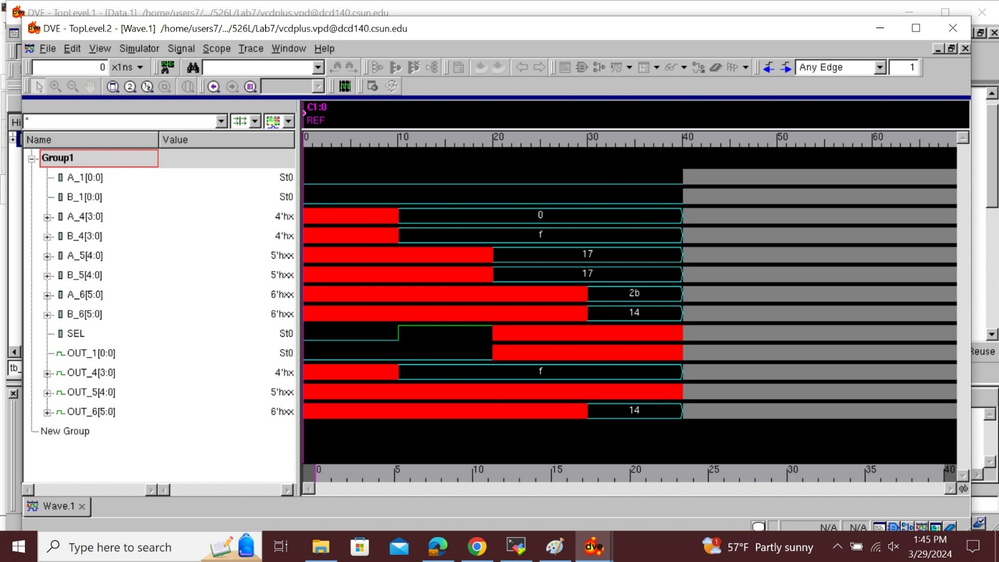 DVE - TopLevel.1 - [Data.1] /home/users7/.../526L/Lab7/vcdplus.vpd@dcd140.csun.edu
DVE - TopLevel.2 - [Wave.1] /home/users7/.../526L/Lab7/vcdplus.vpd@dcd140.csun.edu
File Edit View Simulator Signal Scope Trace Window Help
0 x1ns Any Edge 1
C1:0
REF
Hi *
Name Value
0 10 20 30 40 50 60
Group1
A_1[0:0] St0
B_1[0:0] St0
A_4[3:0] 4'hx 0
B_4[3:0] 4'hx f
A_5[4:0] 5'hxx 17
B_5[4:0] 5'hxx 17
A_6[5:0] 6'hxx 2b
B_6[5:0] 6'hxx 14
SEL St0
OUT_1[0:0] St0
Reuse
tb_
OUT_4[3:0] 4'hx f
OUT_5[4:0] 5'hxx
OUT_6[5:0] 6'hxx 14
New Group
0 5 10 15 20 25 30 35 40
Wave.1
N/A N/A
Type here to search
dve
1
57°F Partly sunny
1:45 PM
3/29/2024